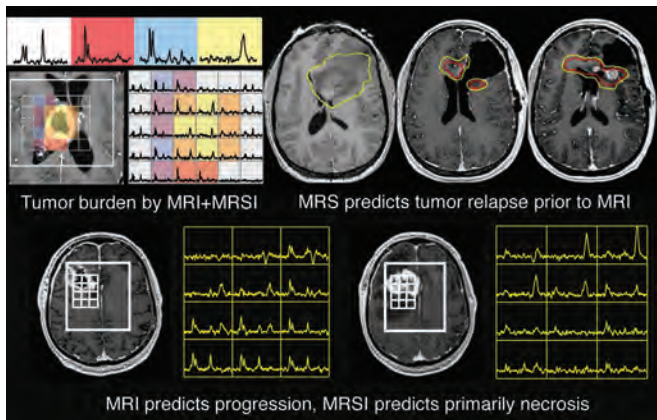 Tumor burden by MRI+MRSI
MRS predicts tumor relapse prior to MRI
MRI predicts progression, MRSI predicts primarily necrosis